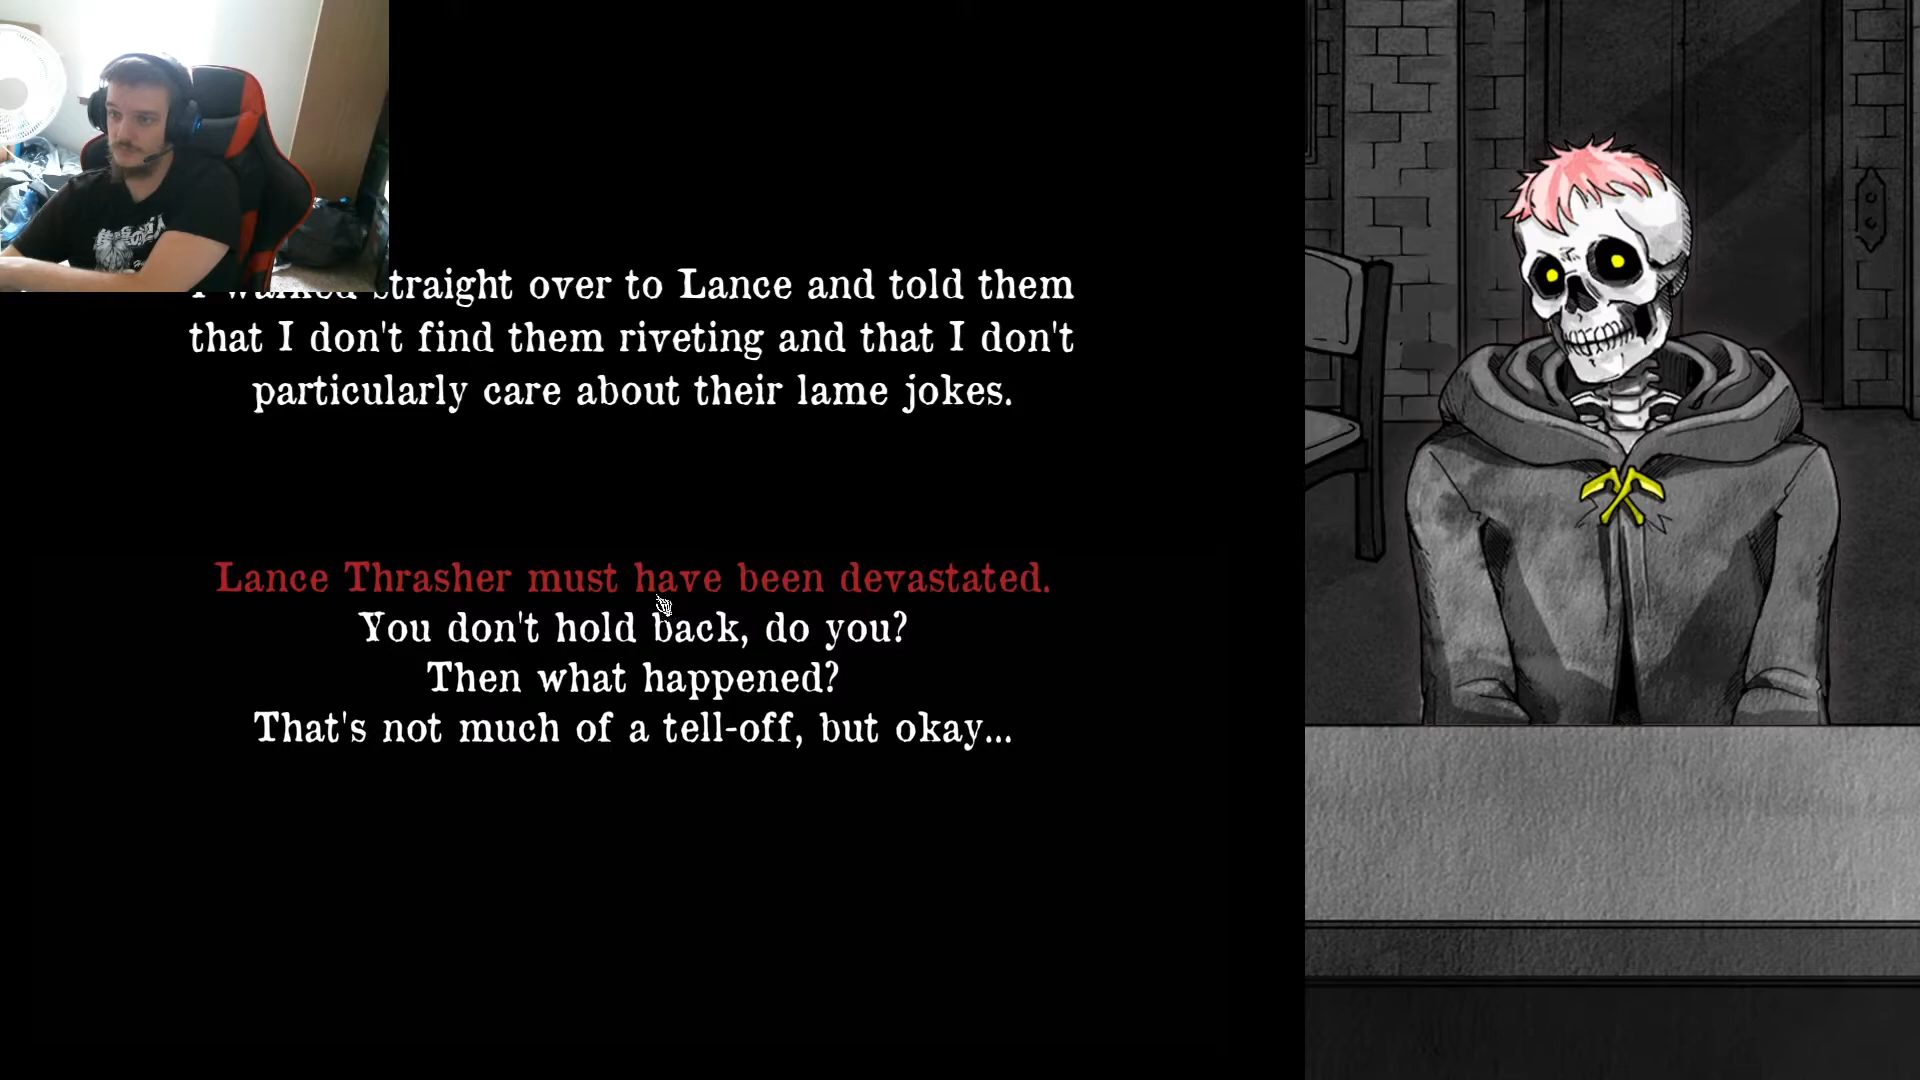 I walked straight over to Lance and told them
that I don't find them riveting and that I don't
particularly care about their lame jokes.
Lance Thrasher must have been devastated.
You don't hold back, do you?
Then what happened?
That's not much of a tell-off, but okay...